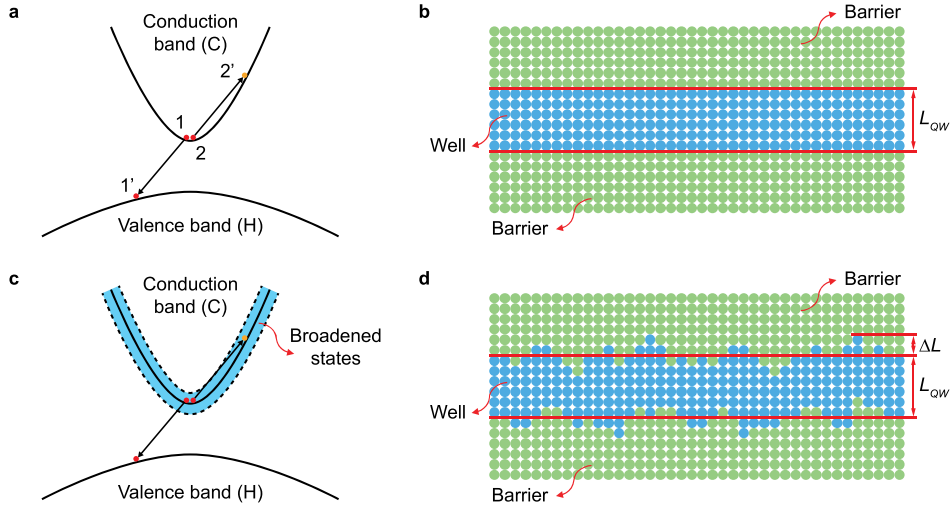 a
Conduction
band (C)
2'
1
2
1'
Valence band (H)
b
Barrier
Well
L_QW
Barrier
c
Conduction
band (C)
Broadened
states
Valence band (H)
d
Barrier
ΔL
L_QW
Well
Barrier